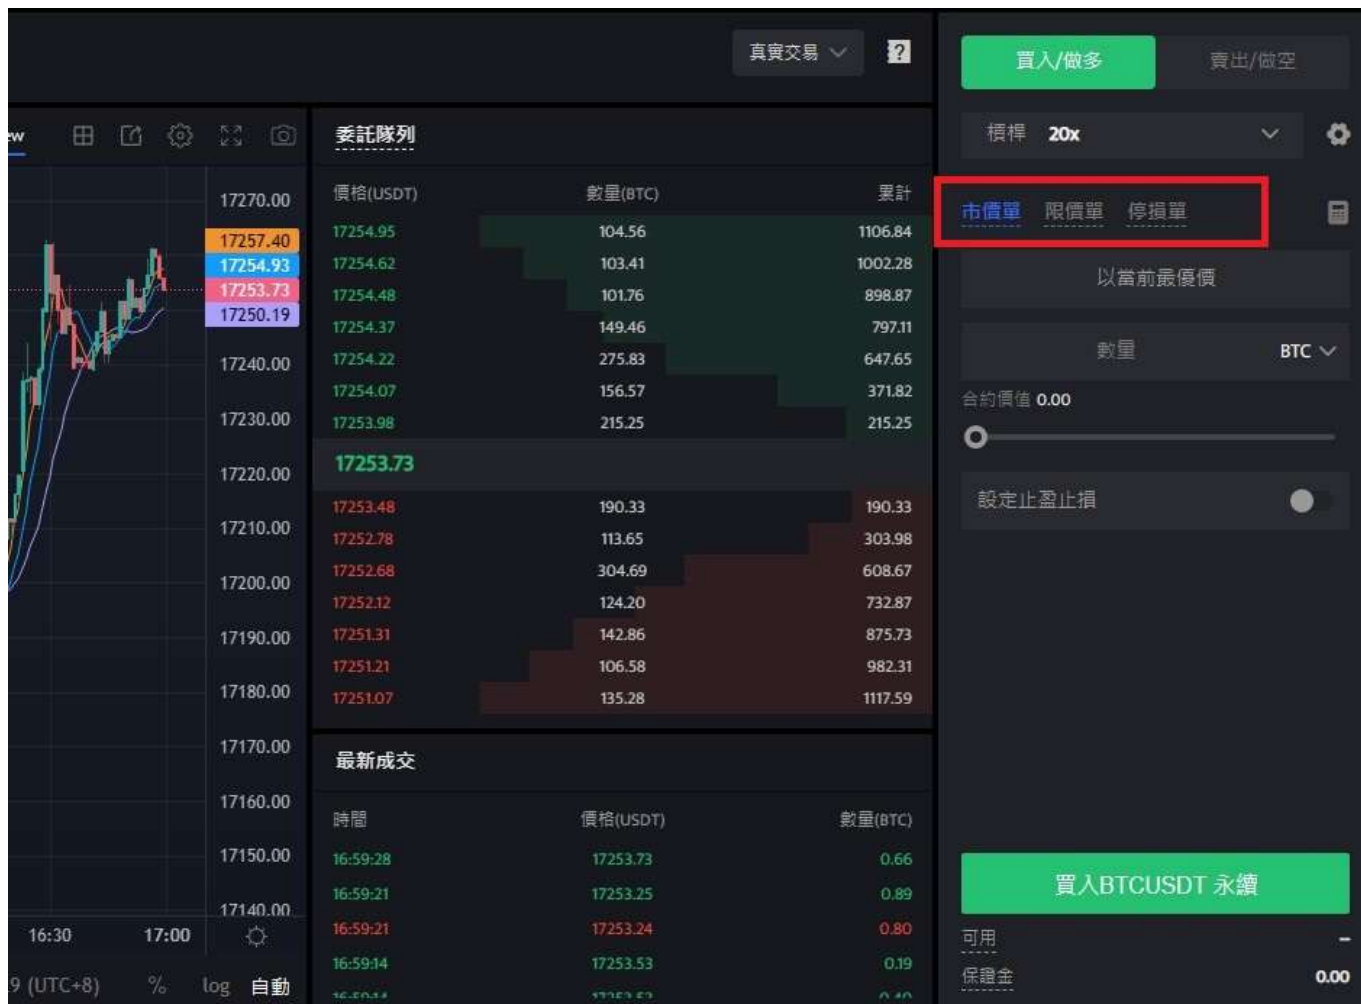 真實交易
?
ew
17270.00
17257.40
17254.93
17253.73
17250.19
17240.00
17230.00
17220.00
17210.00
17200.00
17190.00
17180.00
17170.00
17160.00
17150.00
17140.00
16:30 17:00
9 (UTC+8) % log 自動
委託隊列
價格(USDT) 數量(BTC) 累計
17254.95 104.56 1106.84
17254.62 103.41 1002.28
17254.48 101.76 898.87
17254.37 149.46 797.11
17254.22 275.83 647.65
17254.07 156.57 371.82
17253.98 215.25 215.25
17253.73
17253.48 190.33 190.33
17252.78 113.65 303.98
17252.68 304.69 608.67
17252.12 124.20 732.87
17251.31 142.86 875.73
17251.21 106.58 982.31
17251.07 135.28 1117.59
最新成交
時間 價格(USDT) 數量(BTC)
16:59:28 17253.73 0.66
16:59:21 17253.25 0.89
16:59:21 17253.24 0.80
16:59:14 17253.53 0.19
買入/做多 賣出/做空
槓桿 20x
市價單 限價單 停損單
以當前最優價
數量 BTC
合約價值 0.00
設定止盈止損
買入BTCUSDT 永續
可用 --
保證金 0.00